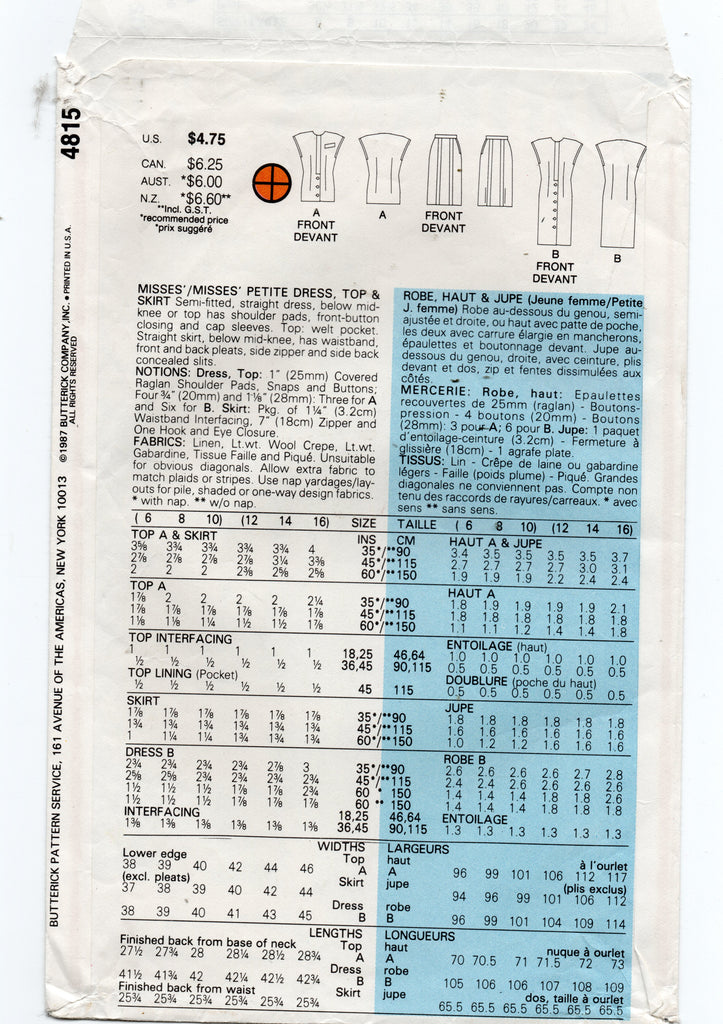 4815
©1987 BUTTERICK COMPANY, INC. • PRINTED IN U.S.A.
ALL RIGHTS RESERVED
BUTTERICK PATTERN SERVICE, 161 AVENUE OF THE AMERICAS, NEW YORK, NEW YORK 10013
U.S. $4.75
CAN. $6.25
AUST. *$6.00
N.Z. *$6.60**
**Incl. G.S.T.
*recommended price
*prix suggéré
A
FRONT
DEVANT
A
FRONT
DEVANT
B
FRONT
DEVANT
B
MISSES'/MISSES' PETITE DRESS, TOP &
SKIRT Semi-fitted, straight dress, below mid-
knee or top has shoulder pads, front-button
closing and cap sleeves. Top: welt pocket.
Straight skirt, below mid-knee, has waistband,
front and back pleats, side zipper and side back
concealed slits.
NOTIONS: Dress, Top: 1" (25mm) Covered
Raglan Shoulder Pads, Snaps and Buttons;
Four ¾" (20mm) and 1⅛" (28mm): Three for A
and Six for B. Skirt: Pkg. of 1¼" (3.2cm)
Waistband Interfacing, 7" (18cm) Zipper and
One Hook and Eye Closure.
FABRICS: Linen, Lt.wt. Wool Crepe, Lt.wt.
Gabardine, Tissue Faille and Piqué. Unsuitable
for obvious diagonals. Allow extra fabric to
match plaids or stripes. Use nap yardages/lay-
outs for pile, shaded or one-way design fabrics.
* with nap. ** w/o nap.
ROBE, HAUT & JUPE (Jeune femme/Petite
J. femme) Robe au-dessous du genou, semi-
ajustée et droite, ou haut avec patte de poche,
les deux avec carrure élargie en mancherons,
épaulettes et boutonnage devant. Jupe au-
dessous du genou, droite, avec ceinture, plis
devant et dos, zip et fentes dissimulées aux
côtés.
MERCERIE: Robe, haut: Epaulettes
recouvertes de 25mm (raglan) - Boutons-
pression - 4 boutons (20mm) - Boutons
(28mm): 3 pour A; 6 pour B. Jupe: 1 paquet
d'entoilage-ceinture (3.2cm) - Fermeture à
glissière (18cm) - 1 agrafe plate.
TISSUS: Lin - Crêpe de laine ou gabardine
légers - Faille (poids plume) - Piqué. Grandes
diagonales ne conviennent pas. Compte non
tenu des raccords de rayures/carreaux. * avec
sens ** sans sens.
( 6 8 10) (12 14 16) SIZE TAILLE ( 6 8 10) (12 14 16)
TOP A & SKIRT INS CM HAUT A & JUPE
3⅝ 3¾ 3¾ 3¾ 3¾ 4 35*/**90 3.4 3.5 3.5 3.5 3.5 3.7
2⅞ 2⅞ 2⅞ 2⅞ 3¼ 3⅜ 45*/**115 2.7 2.7 2.7 2.7 3.0 3.1
2 2 2 2⅜ 2⅝ 2⅝ 60*/**150 1.9 1.9 1.9 2.2 2.4 2.4
TOP A HAUT A
1⅞ 2 2 2 2 2¼ 35*/**90 1.8 1.9 1.9 1.9 1.9 2.1
1⅞ 1⅞ 1⅞ 1⅞ 1⅞ 1⅞ 45*/**115 1.8 1.8 1.8 1.8 1.8 1.8
1⅛ 1⅛ 1¼ 1½ 1½ 1⅞ 60*/**150 1.1 1.1 1.2 1.4 1.4 1.8
TOP INTERFACING ENTOILAGE (haut)
1 1 1 1 1 1 18,25 46,64 1.0 1.0 1.0 1.0 1.0 1.0
½ ½ ½ ½ ½ ½ 36,45 90,115 0.5 0.5 0.5 0.5 0.5 0.5
TOP LINING (Pocket) DOUBLURE (poche du haut)
½ ½ ½ ½ ½ ½ 45 115 0.5 0.5 0.5 0.5 0.5 0.5
SKIRT JUPE
1⅞ 1⅞ 1⅞ 1⅞ 1⅞ 1⅞ 35*/**90 1.8 1.8 1.8 1.8 1.8 1.8
1¾ 1¾ 1¾ 1¾ 1¾ 1¾ 45*/**115 1.6 1.6 1.6 1.6 1.6 1.6
1 1¼ 1¼ 1¾ 1¾ 1¾ 60*/**150 1.0 1.2 1.2 1.6 1.6 1.6
DRESS B ROBE B
2¾ 2¾ 2¾ 2¾ 2⅞ 3 35*/**90 2.6 2.6 2.6 2.6 2.7 2.8
2⅝ 2⅝ 2¾ 2¾ 2¾ 2¾ 45*/**115 2.4 2.4 2.6 2.6 2.6 2.6
1½ 1½ 1½ 1⅞ 1⅞ 2¾ 60 * 150 1.4 1.4 1.4 1.8 1.8 2.6
1½ 1½ 1½ 1⅞ 1⅞ 1⅞ 60 ** 150 1.4 1.4 1.4 1.8 1.8 1.8
INTERFACING 18,25 46,64 ENTOILAGE
1⅜ 1⅜ 1⅜ 1⅜ 1⅜ 1⅜ 36,45 90,115 1.3 1.3 1.3 1.3 1.3 1.3
WIDTHS LARGEURS
Lower edge Top haut à l'ourlet
38 39 40 42 44 46 A A 96 99 101 106 112 117
(excl. pleats) Skirt jupe (plis exclus)
37 38 39 40 42 44 94 96 99 101 106 112
Dress robe
38 39 40 41 43 45 B B 96 99 101 104 109 114
LENGTHS LONGUEURS
Finished back from base of neck Top haut nuque à ourlet
27½ 27¾ 28 28¼ 28½ 28¾ A A 70 70.5 71 71.5 72 73
Dress robe
41½ 41¾ 42 42¼ 42½ 42¾ B B 105 106 106 107 108 109
Finished back from waist Skirt jupe dos, taille à ourlet
25¾ 25¾ 25¾ 25¾ 25¾ 25¾ 65.5 65.5 65.5 65.5 65.5 65.5